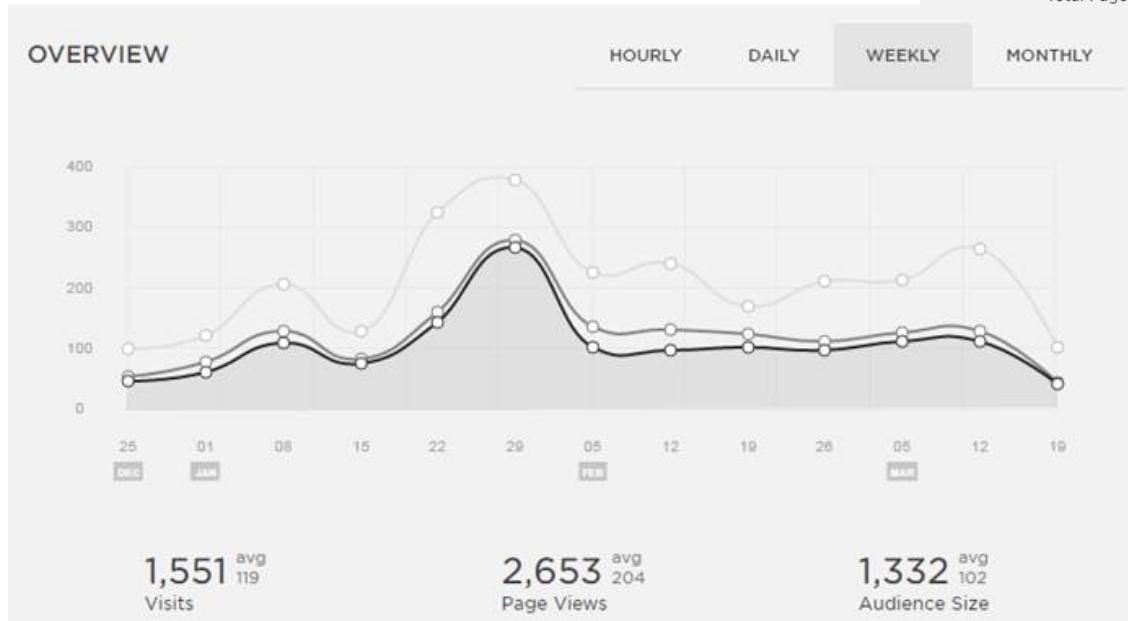 OVERVIEW
HOURLY DAILY WEEKLY MONTHLY
400
300
200
100
0
25 01 08 15 22 29 05 12 19 26 05 12 19
DEC JAN FEB MAR
1,551 avg 119
Visits
2,653 avg 204
Page Views
1,332 avg 102
Audience Size